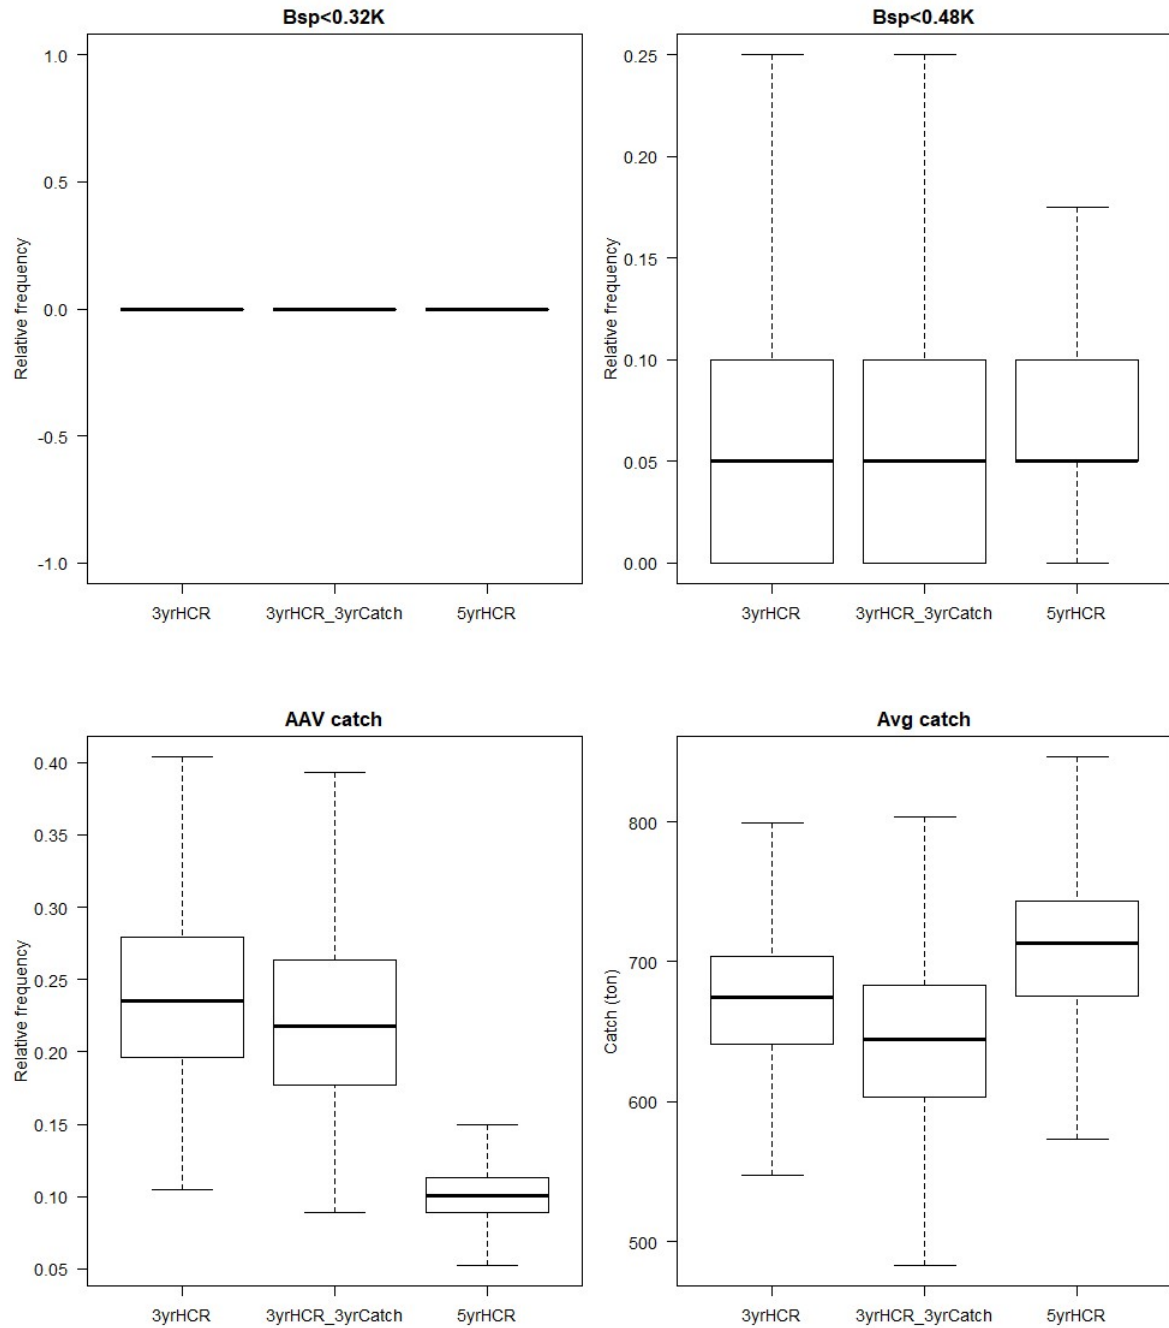 Bsp<0.32K
1.0
0.5
0.0
-0.5
-1.0
Relative frequency
3yrHCR 3yrHCR_3yrCatch 5yrHCR
Bsp<0.48K
0.25
0.20
0.15
0.10
0.05
0.00
Relative frequency
3yrHCR 3yrHCR_3yrCatch 5yrHCR
AAV catch
0.40
0.35
0.30
0.25
0.20
0.15
0.10
0.05
Relative frequency
3yrHCR 3yrHCR_3yrCatch 5yrHCR
Avg catch
800
700
600
500
Catch (ton)
3yrHCR 3yrHCR_3yrCatch 5yrHCR